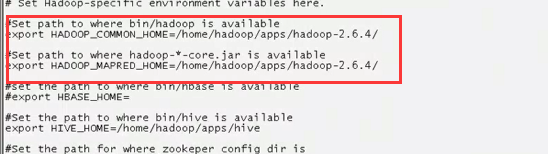 # Set Hadoop-specific environment variables here.
#Set path to where bin/hadoop is available
export HADOOP_COMMON_HOME=/home/hadoop/apps/hadoop-2.6.4/
#Set path to where hadoop-*-core.jar is available
export HADOOP_MAPRED_HOME=/home/hadoop/apps/hadoop-2.6.4/
#set the path to where bin/hbase is available
#export HBASE_HOME=
#Set the path to where bin/hive is available
export HIVE_HOME=/home/hadoop/apps/hive
#Set the path for where zookeper config dir is